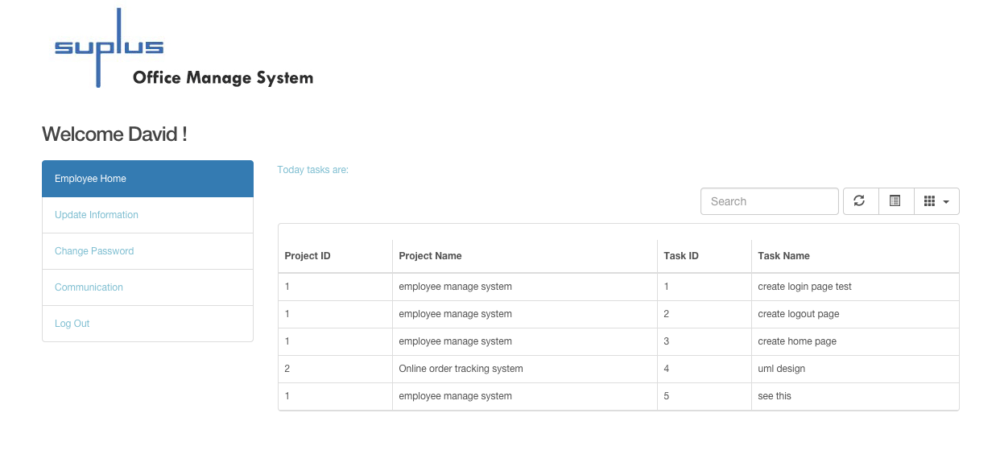 suplus
Office Manage System
Welcome David !
Employee Home
Update Information
Change Password
Communication
Log Out
Today tasks are:
Search
Project ID Project Name Task ID Task Name
1 employee manage system 1 create login page test
1 employee manage system 2 create logout page
1 employee manage system 3 create home page
2 Online order tracking system 4 uml design
1 employee manage system 5 see this